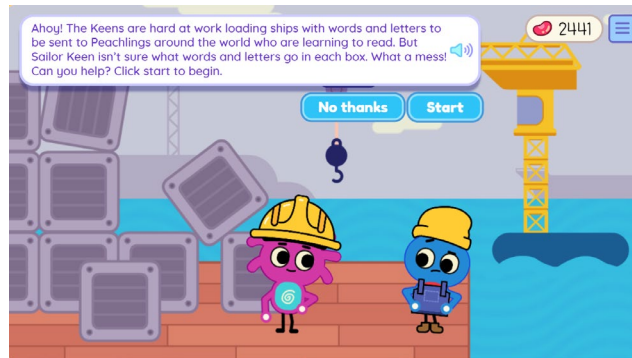 Ahoy! The Keens are hard at work loading ships with words and letters to
be sent to Peachlings around the world who are learning to read. But
Sailor Keen isn't sure what words and letters go in each box. What a mess!
Can you help? Click start to begin.
2441
No thanks
Start